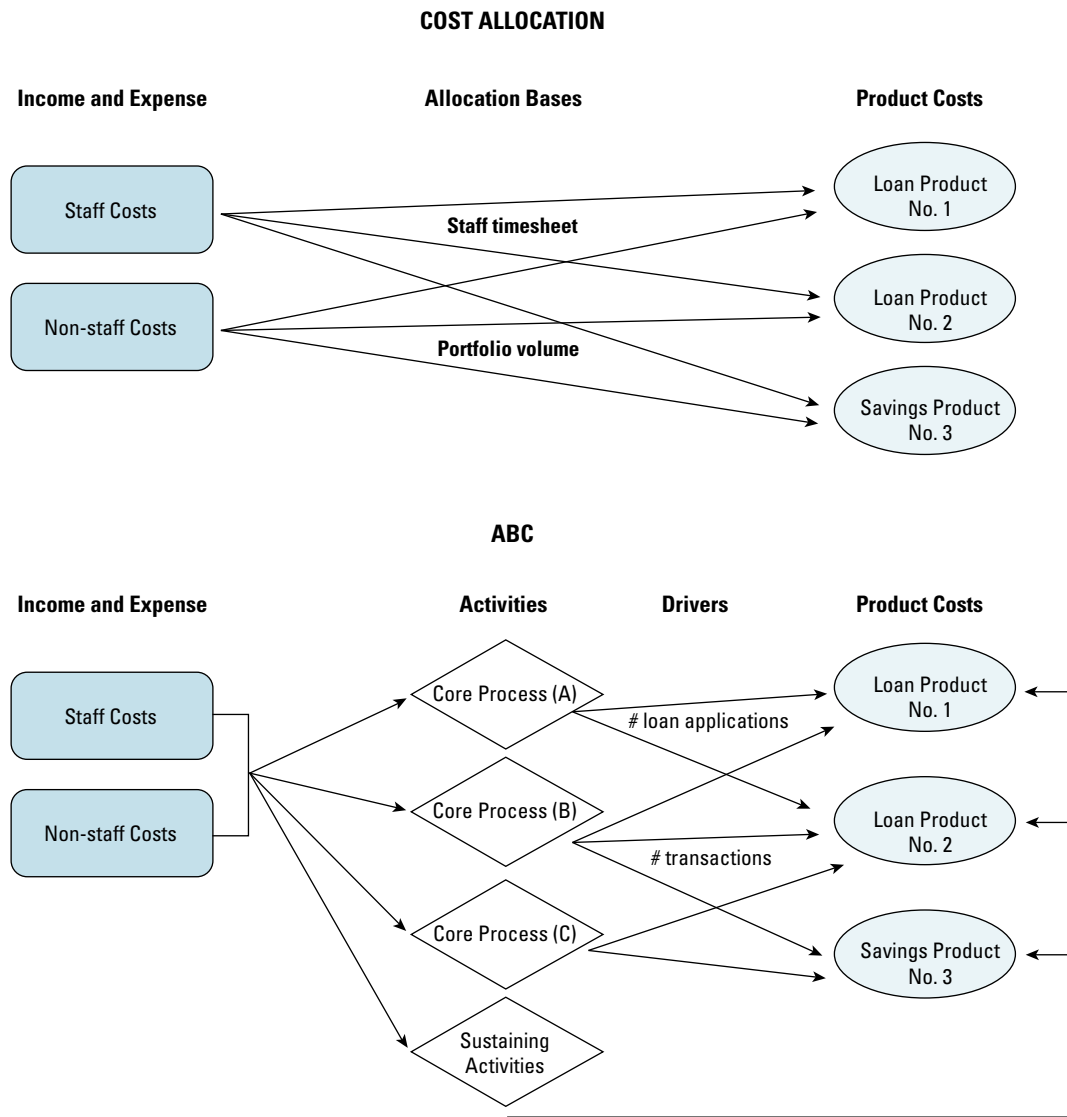 COST ALLOCATION
Income and Expense
Allocation Bases
Product Costs
Staff Costs
Non-staff Costs
Staff timesheet
Portfolio volume
Loan Product
No. 1
Loan Product
No. 2
Savings Product
No. 3
ABC
Income and Expense
Activities
Drivers
Product Costs
Staff Costs
Non-staff Costs
Core Process (A)
Core Process (B)
Core Process (C)
Sustaining
Activities
# loan applications
# transactions
Loan Product
No. 1
Loan Product
No. 2
Savings Product
No. 3